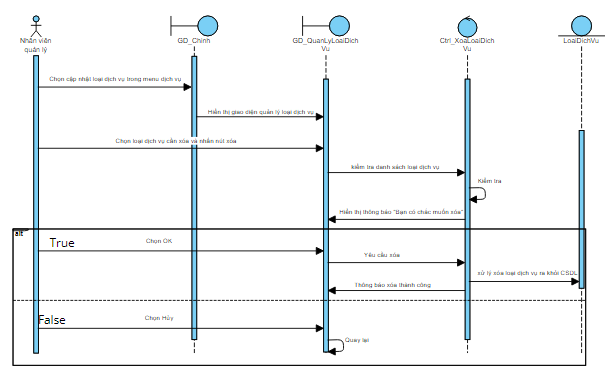 Nhân viên
quản lý
GD_Chinh
GD_QuanLyLoaiDich
Vu
Ctrl_XoaLoaiDich
Vu
LoaiDichVu
Chọn cập nhật loại dịch vụ trong menu dịch vụ
Hiển thị giao diện quản lý loại dịch vụ
Chọn loại dịch vụ cần xóa và nhấn nút xóa
kiểm tra danh sách loại dịch vụ
Kiểm tra
Hiển thị thông báo "Bạn có chắc muốn xóa"
alt
True
Chọn OK
Yêu cầu xóa
xử lý xóa loại dịch vụ ra khỏi CSDL
Thông báo xóa thành công
False
Chọn Hủy
Quay lại